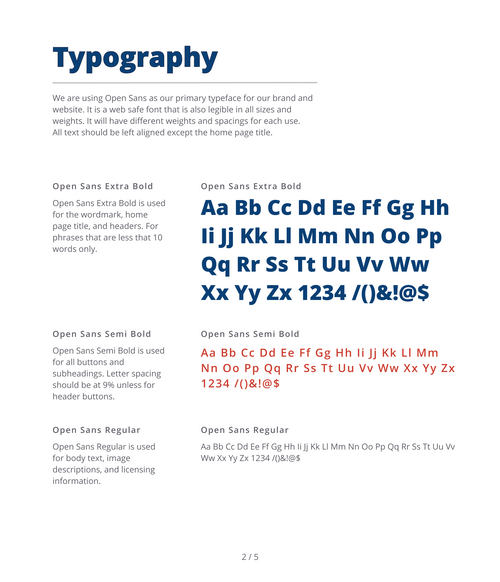 Typography
We are using Open Sans as our primary typeface for our brand and
website. It is a web safe font that is also legible in all sizes and
weights. It will have different weights and spacings for each use.
All text should be left aligned except the home page title.
Open Sans Extra Bold
Open Sans Extra Bold is used
for the wordmark, home
page title, and headers. For
phrases that are less that 10
words only.
Open Sans Extra Bold
Aa Bb Cc Dd Ee Ff Gg Hh
Ii Jj Kk Ll Mm Nn Oo Pp
Qq Rr Ss Tt Uu Vv Ww
Xx Yy Zx 1234 /()&!@$
Open Sans Semi Bold
Open Sans Semi Bold is used
for all buttons and
subheadings. Letter spacing
should be at 9% unless for
header buttons.
Open Sans Semi Bold
Aa Bb Cc Dd Ee Ff Gg Hh Ii Jj Kk Ll Mm
Nn Oo Pp Qq Rr Ss Tt Uu Vv Ww Xx Yy Zx
1234 /()&!@$
Open Sans Regular
Open Sans Regular is used
for body text, image
descriptions, and licensing
information.
Open Sans Regular
Aa Bb Cc Dd Ee Ff Gg Hh Ii Jj Kk Ll Mm Nn Oo Pp Qq Rr Ss Tt Uu Vv
Ww Xx Yy Zx 1234 /()&!@$
2 / 5